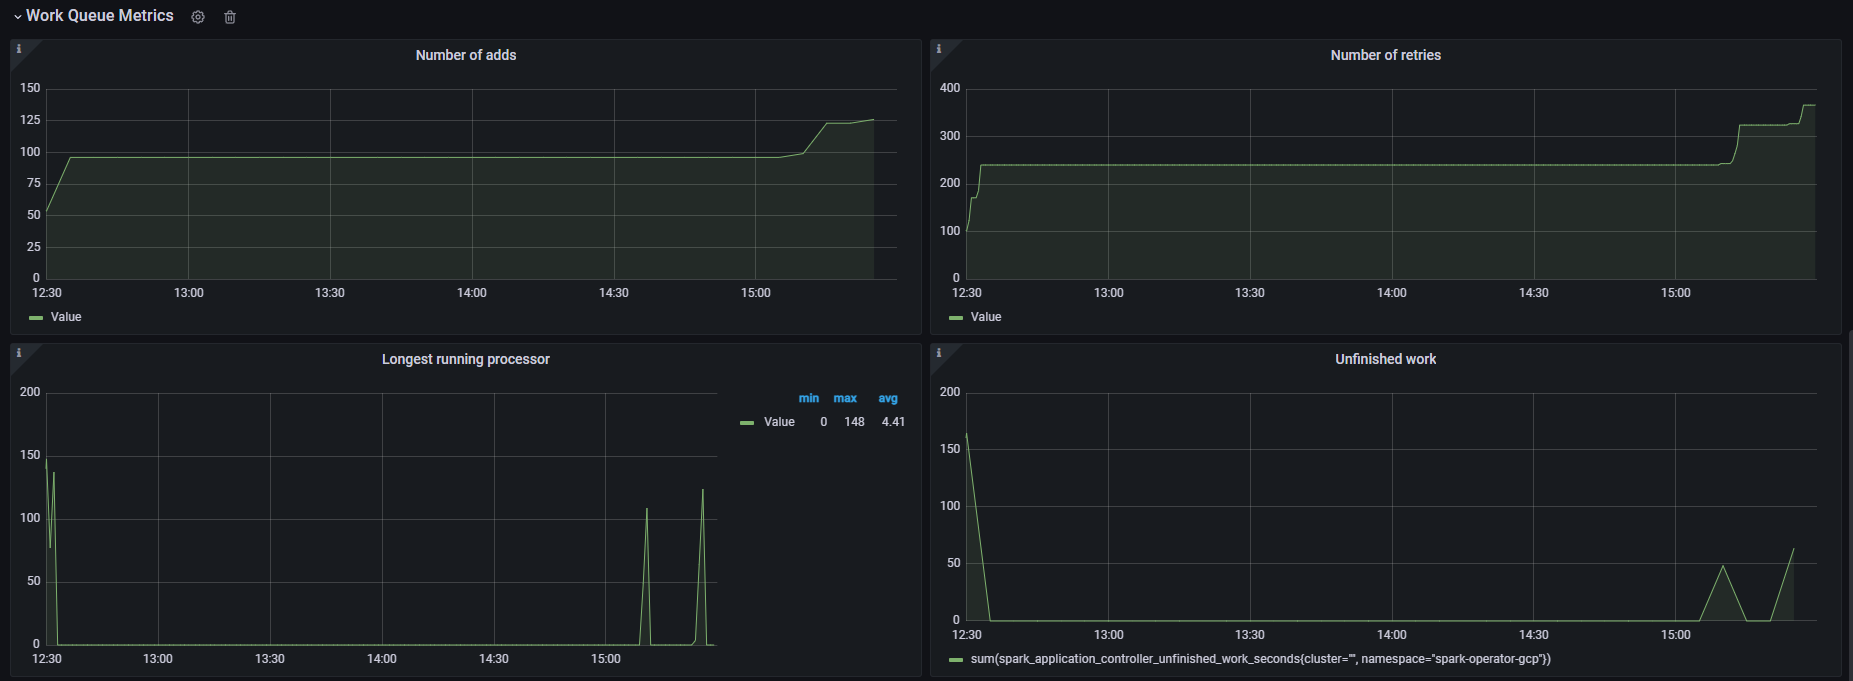 Work Queue Metrics
i
Number of adds
150
125
100
75
50
25
0
12:30 13:00 13:30 14:00 14:30 15:00
Value
i
Number of retries
400
300
200
100
0
12:30 13:00 13:30 14:00 14:30 15:00
Value
i
Longest running processor
200
150
100
50
0
12:30 13:00 13:30 14:00 14:30 15:00
min max avg
Value 0 148 4.41
i
Unfinished work
200
150
100
50
0
12:30 13:00 13:30 14:00 14:30 15:00
sum(spark_application_controller_unfinished_work_seconds{cluster="", namespace="spark-operator-gcp"})